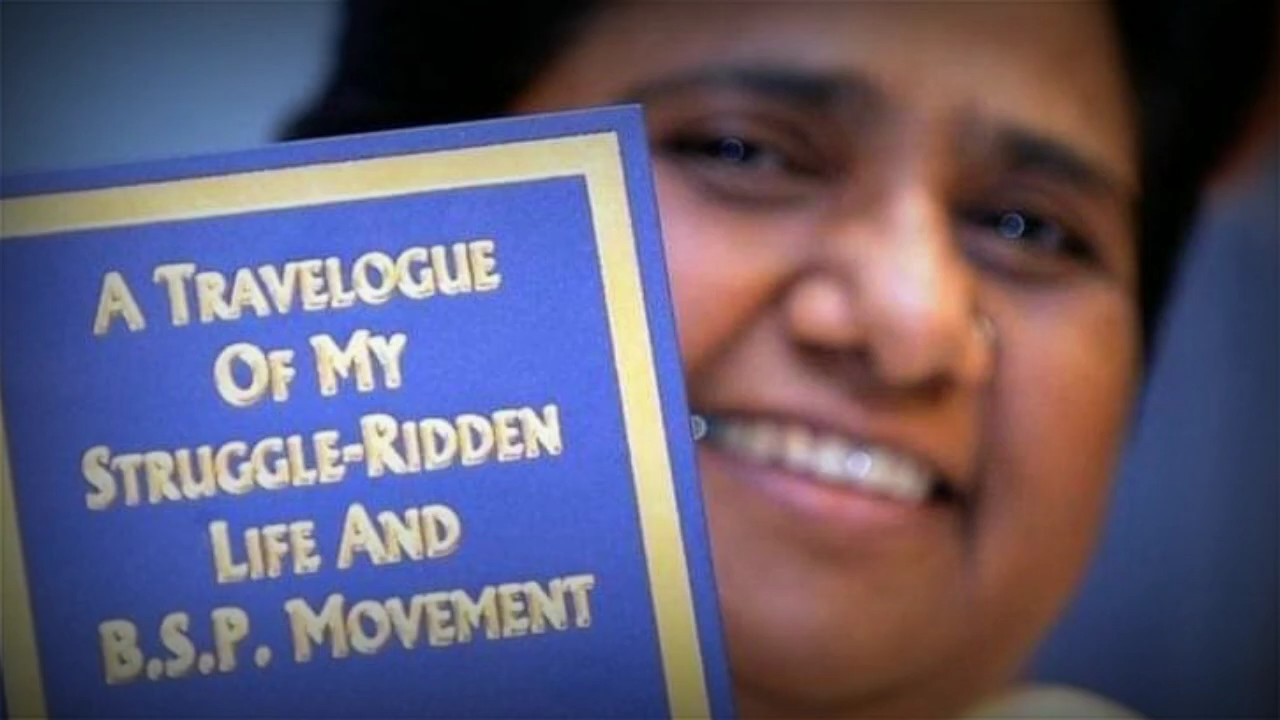 A TRAVELOGUE
OF MY
STRUGGLE-RIDDEN
LIFE AND
B.S.P. MOVEMENT